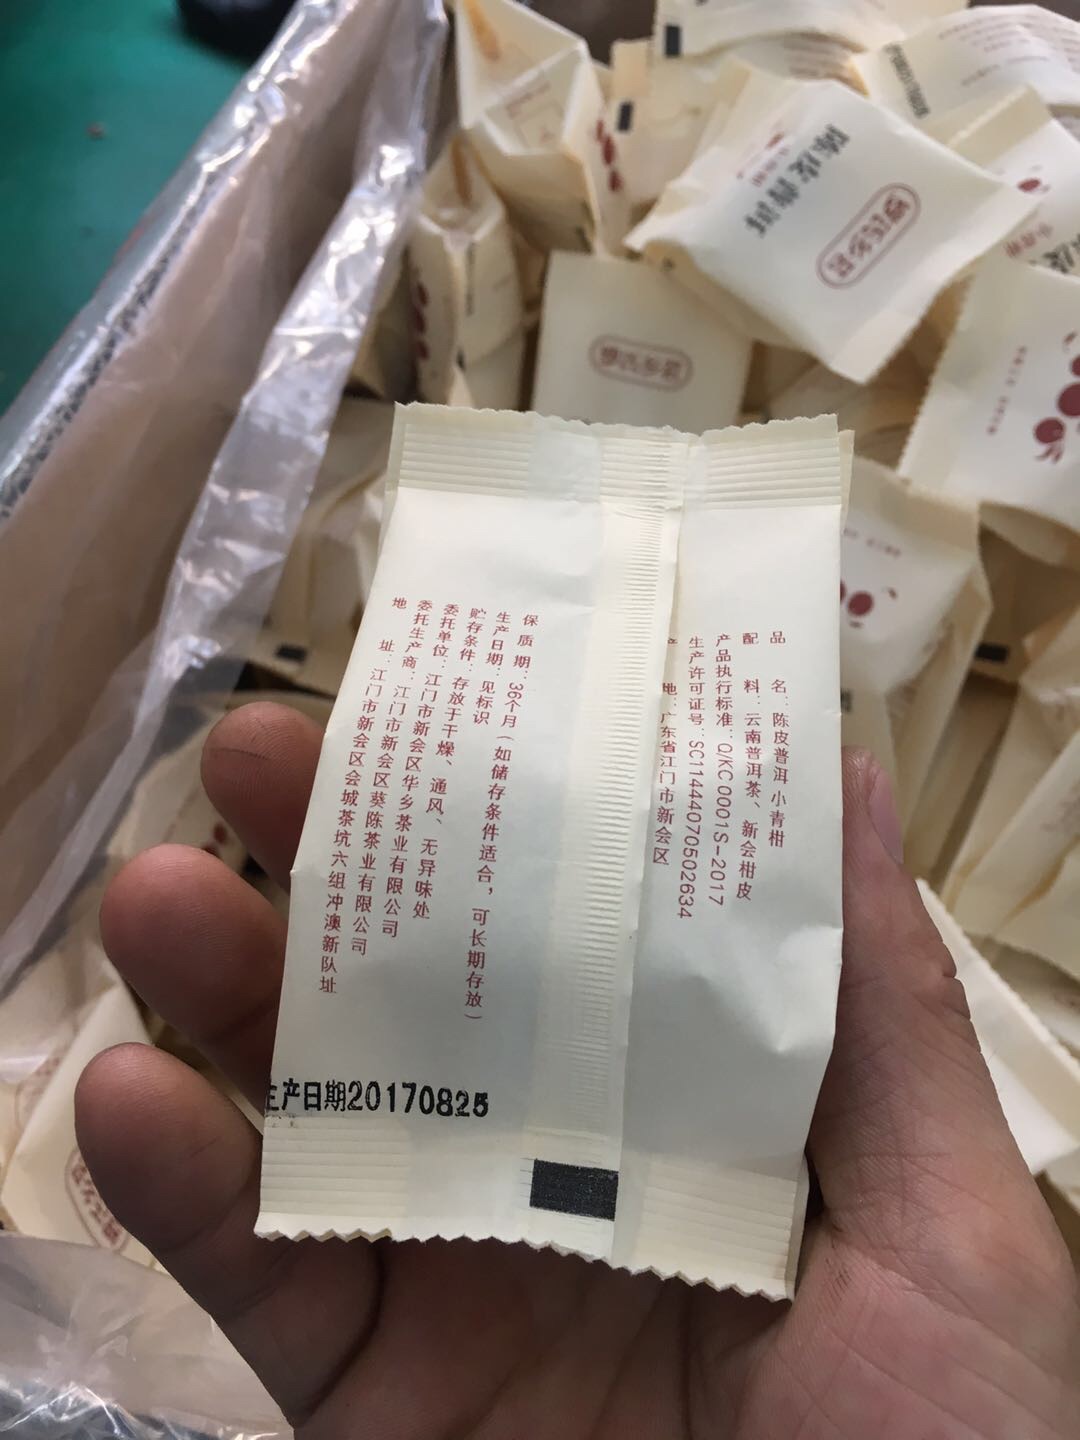 品 名：陈皮普洱 小青柑
配 料：云南普洱茶、新会柑皮
产品执行标准：Q/KC 0001S-2017
生产许可证号：SC11444070502634
产 地：广东省江门市新会区
保 质 期：36个月（如储存条件适合，可长期存放）
生产日期：见标识
贮存条件：存放于干燥、通风、无异味处
委托单位：江门市新会区华乡茶业有限公司
委托生产商：江门市新会区葵陈茶业有限公司
地 址：江门市新会区会城茶坑六组冲澳新队址
生产日期20170825
陈皮普洱